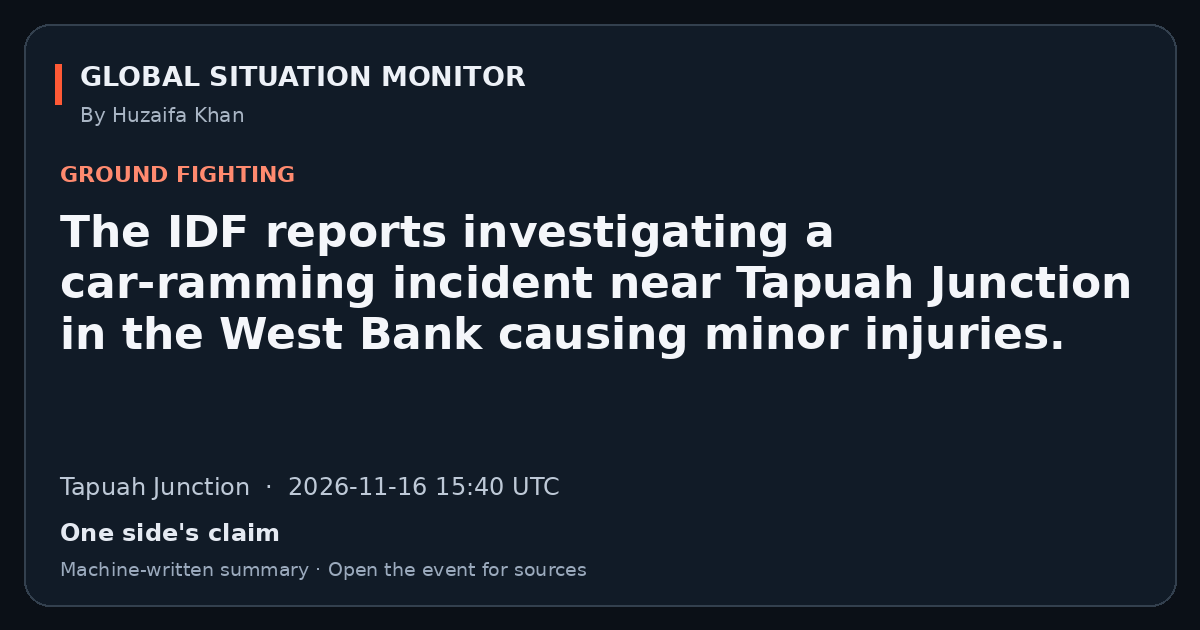 GLOBAL SITUATION MONITOR
By Huzaifa Khan
GROUND FIGHTING
The IDF reports investigating a
car-ramming incident near Tapuah Junction
in the West Bank causing minor injuries.
Tapuah Junction · 2026-11-16 15:40 UTC
One side's claim
Machine-written summary · Open the event for sources